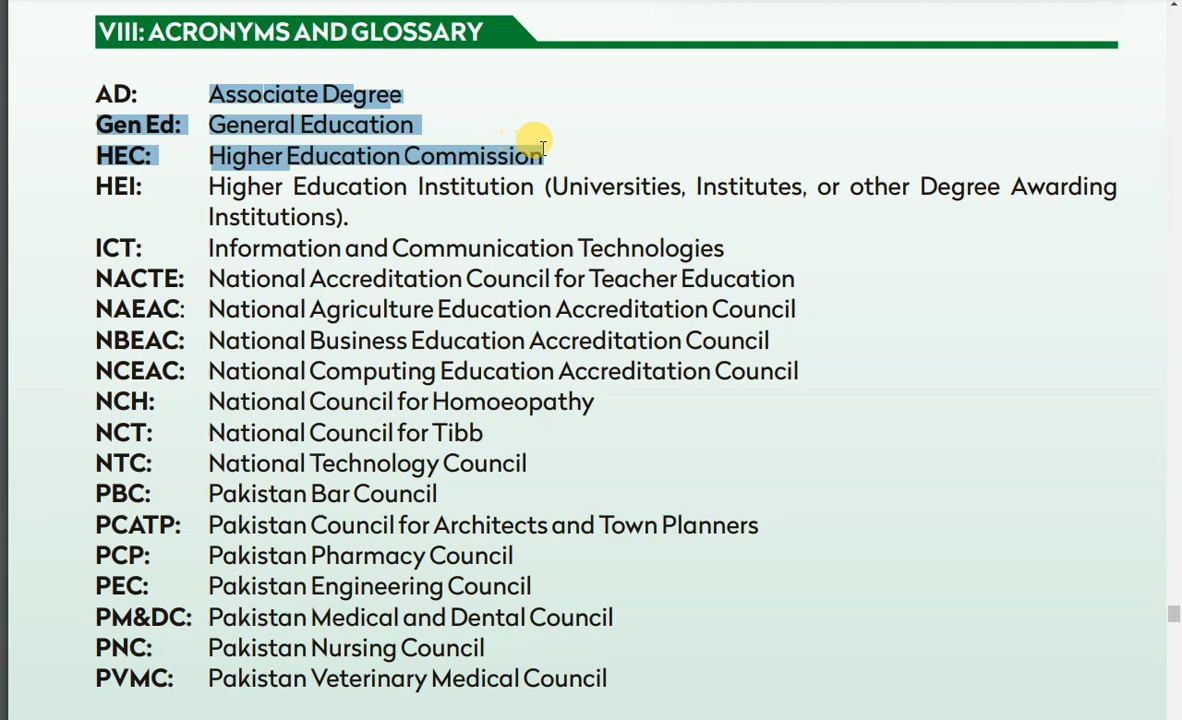 VIII: ACRONYMS AND GLOSSARY
AD: Associate Degree
Gen Ed: General Education
HEC: Higher Education Commission
HEI: Higher Education Institution (Universities, Institutes, or other Degree Awarding
Institutions).
ICT: Information and Communication Technologies
NACTE: National Accreditation Council for Teacher Education
NAEAC: National Agriculture Education Accreditation Council
NBEAC: National Business Education Accreditation Council
NCEAC: National Computing Education Accreditation Council
NCH: National Council for Homoeopathy
NCT: National Council for Tibb
NTC: National Technology Council
PBC: Pakistan Bar Council
PCATP: Pakistan Council for Architects and Town Planners
PCP: Pakistan Pharmacy Council
PEC: Pakistan Engineering Council
PM&DC: Pakistan Medical and Dental Council
PNC: Pakistan Nursing Council
PVMC: Pakistan Veterinary Medical Council